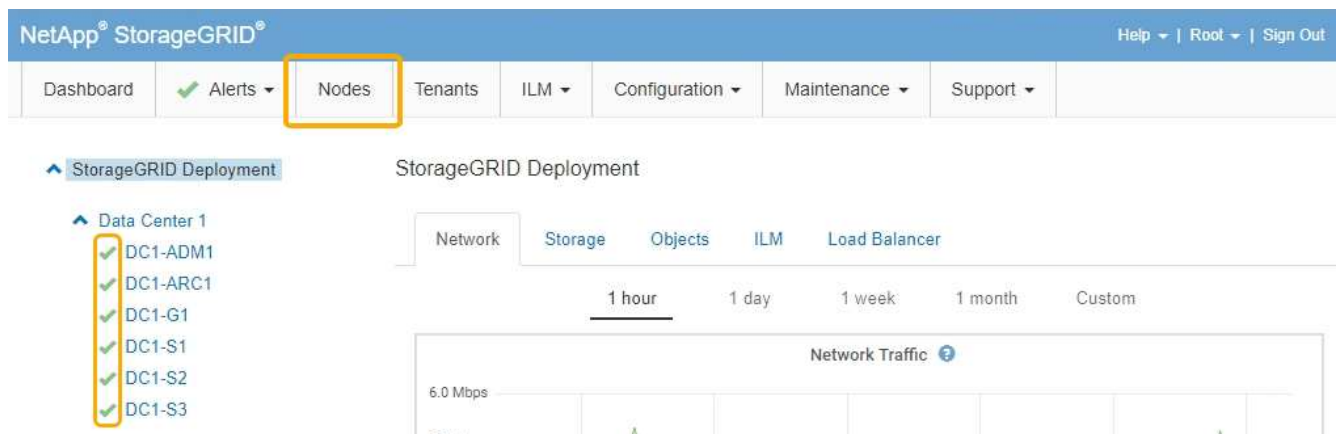 NetApp® StorageGRID® Help | Root | Sign Out
Dashboard Alerts Nodes Tenants ILM Configuration Maintenance Support
StorageGRID Deployment
Data Center 1
DC1-ADM1
DC1-ARC1
DC1-G1
DC1-S1
DC1-S2
DC1-S3
StorageGRID Deployment
Network Storage Objects ILM Load Balancer
1 hour 1 day 1 week 1 month Custom
Network Traffic ?
6.0 Mbps